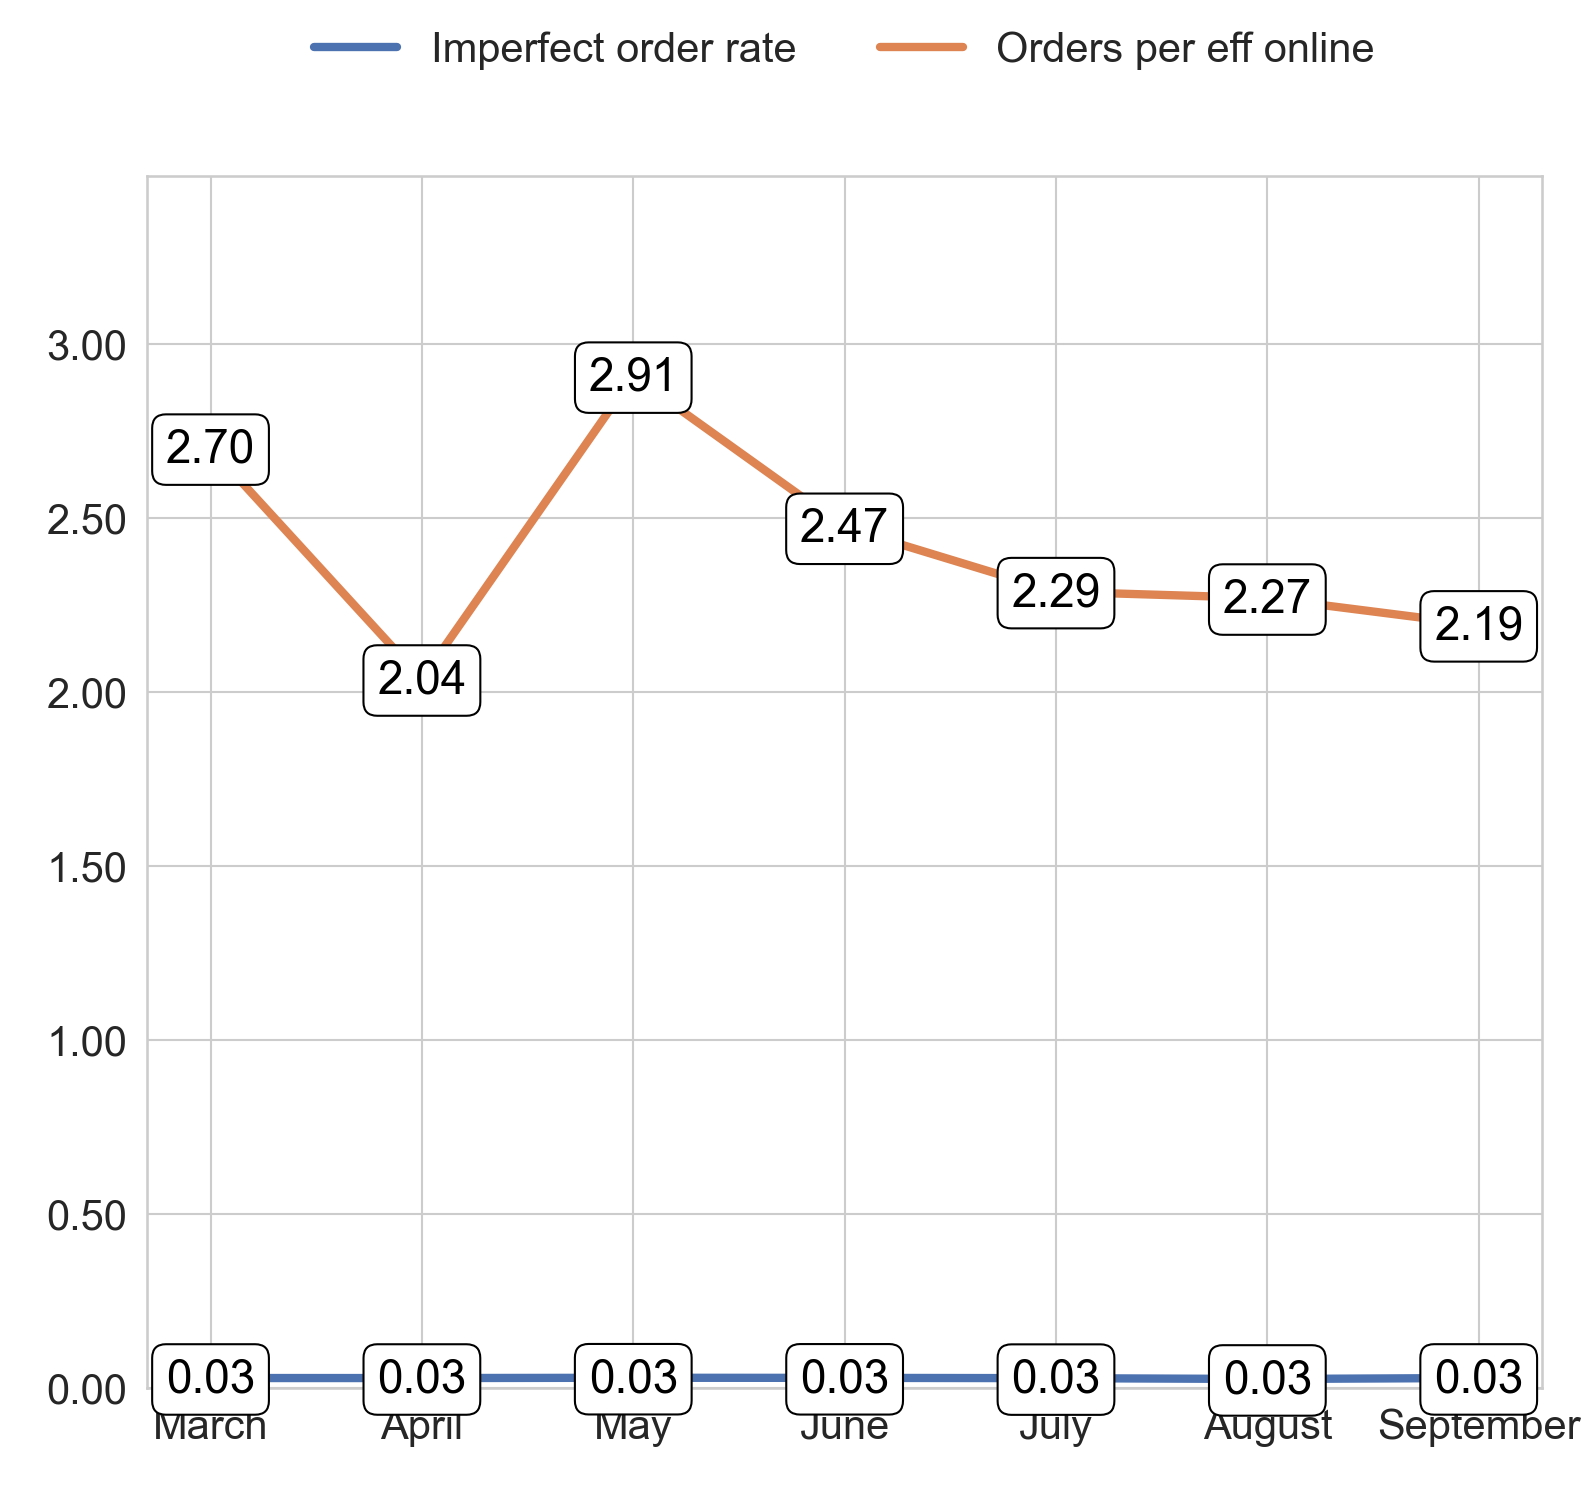 Imperfect order rate
Orders per eff online
3.00
2.50
2.00
1.50
1.00
0.50
0.00
2.70
2.04
2.91
2.47
2.29
2.27
2.19
0.03
0.03
0.03
0.03
0.03
0.03
0.03
March
April
May
June
July
August
September